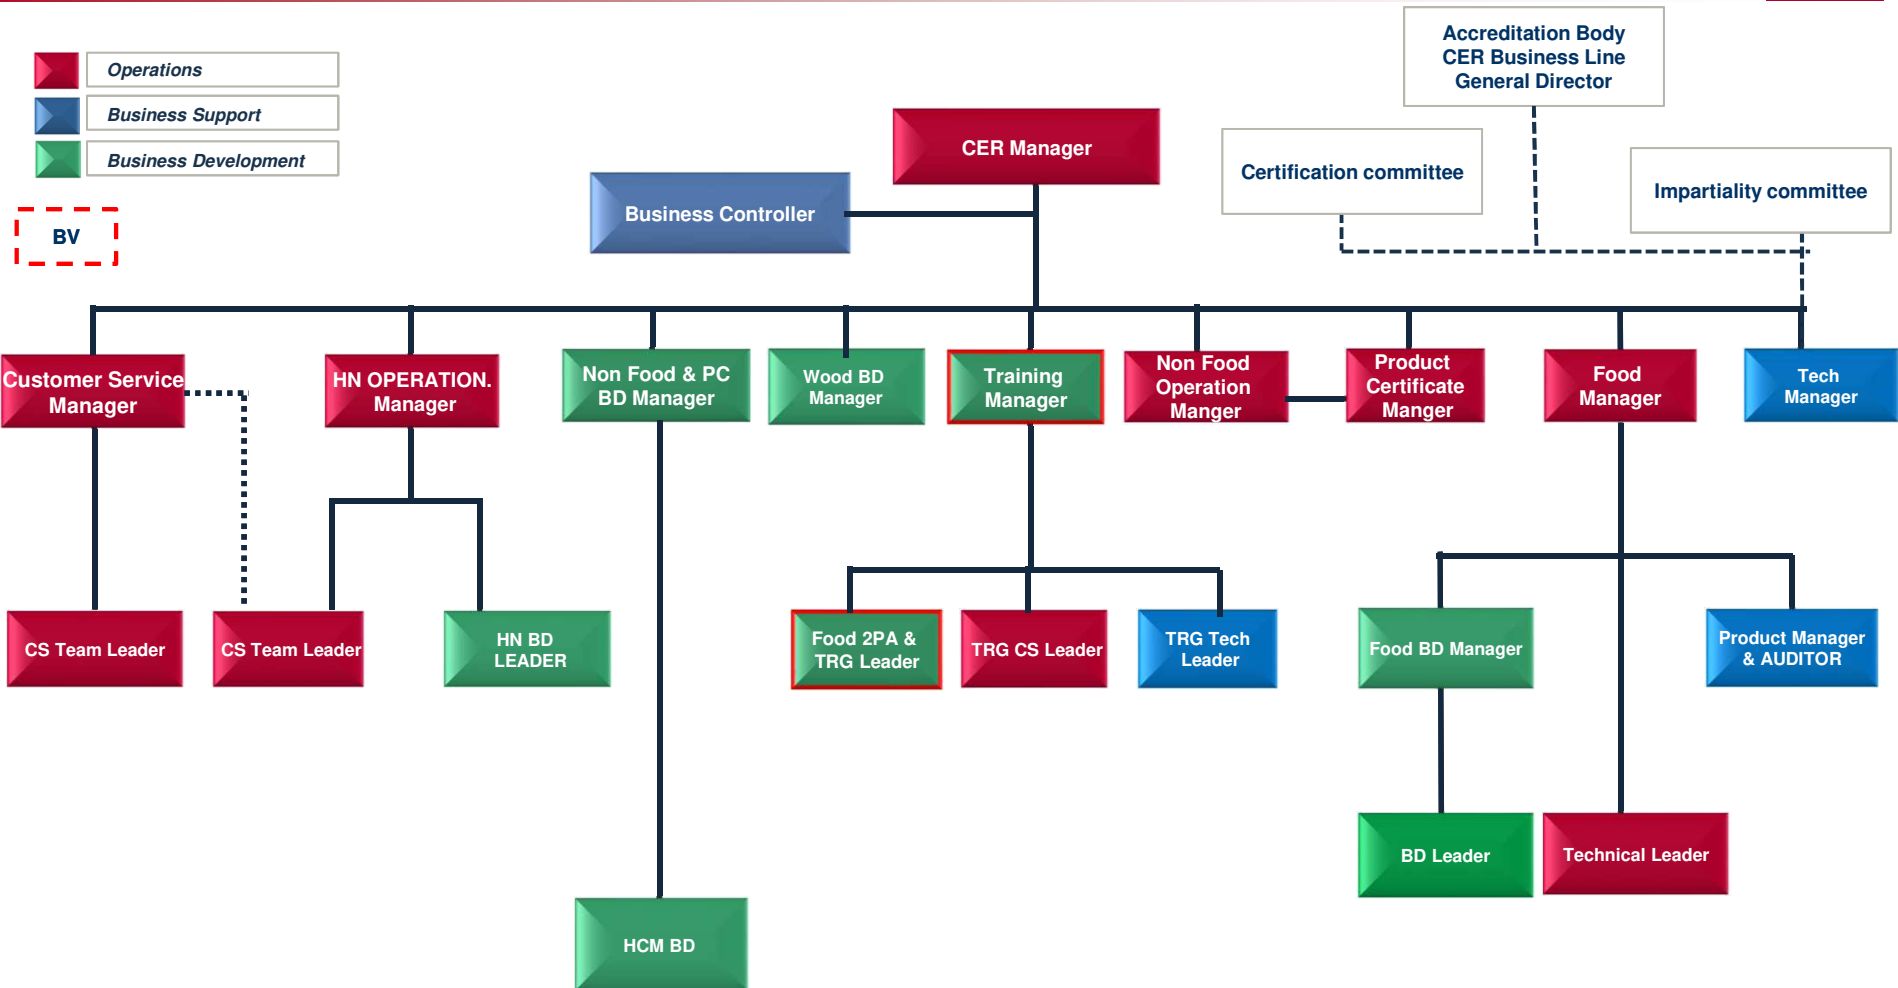 Accreditation Body
CER Business Line
General Director
Operations
Business Support
Business Development
BV
CER Manager
Business Controller
Certification committee
Impartiality committee
Customer Service
Manager
HN OPERATION.
Manager
Non Food & PC
BD Manager
Wood BD
Manager
Training
Manager
Non Food
Operation
Manger
Product
Certificate
Manger
Food
Manager
Tech
Manager
CS Team Leader
CS Team Leader
HN BD
LEADER
Food 2PA &
TRG Leader
TRG CS Leader
TRG Tech
Leader
Food BD Manager
Product Manager
& AUDITOR
BD Leader
Technical Leader
HCM BD